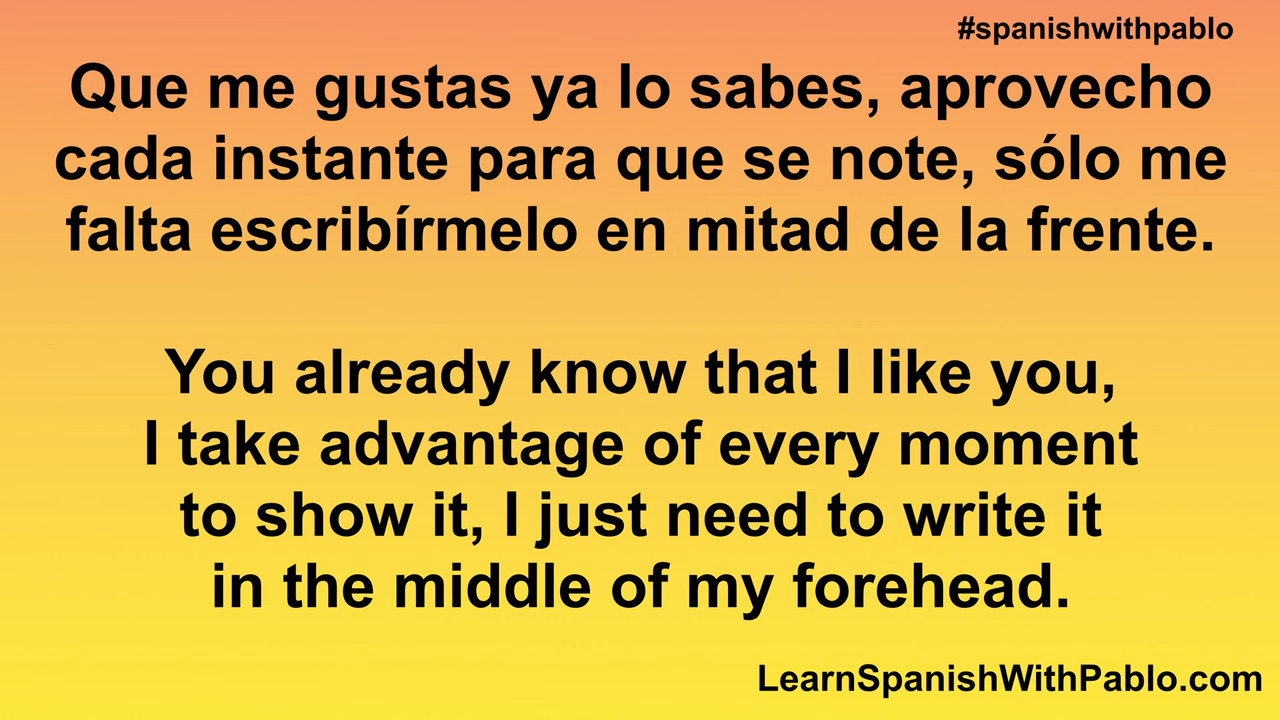 #spanishwithpablo
Que me gustas ya lo sabes, aprovecho
cada instante para que se note, sólo me
falta escribírmelo en mitad de la frente.
You already know that I like you,
I take advantage of every moment
to show it, I just need to write it
in the middle of my forehead.
LearnSpanishWithPablo.com